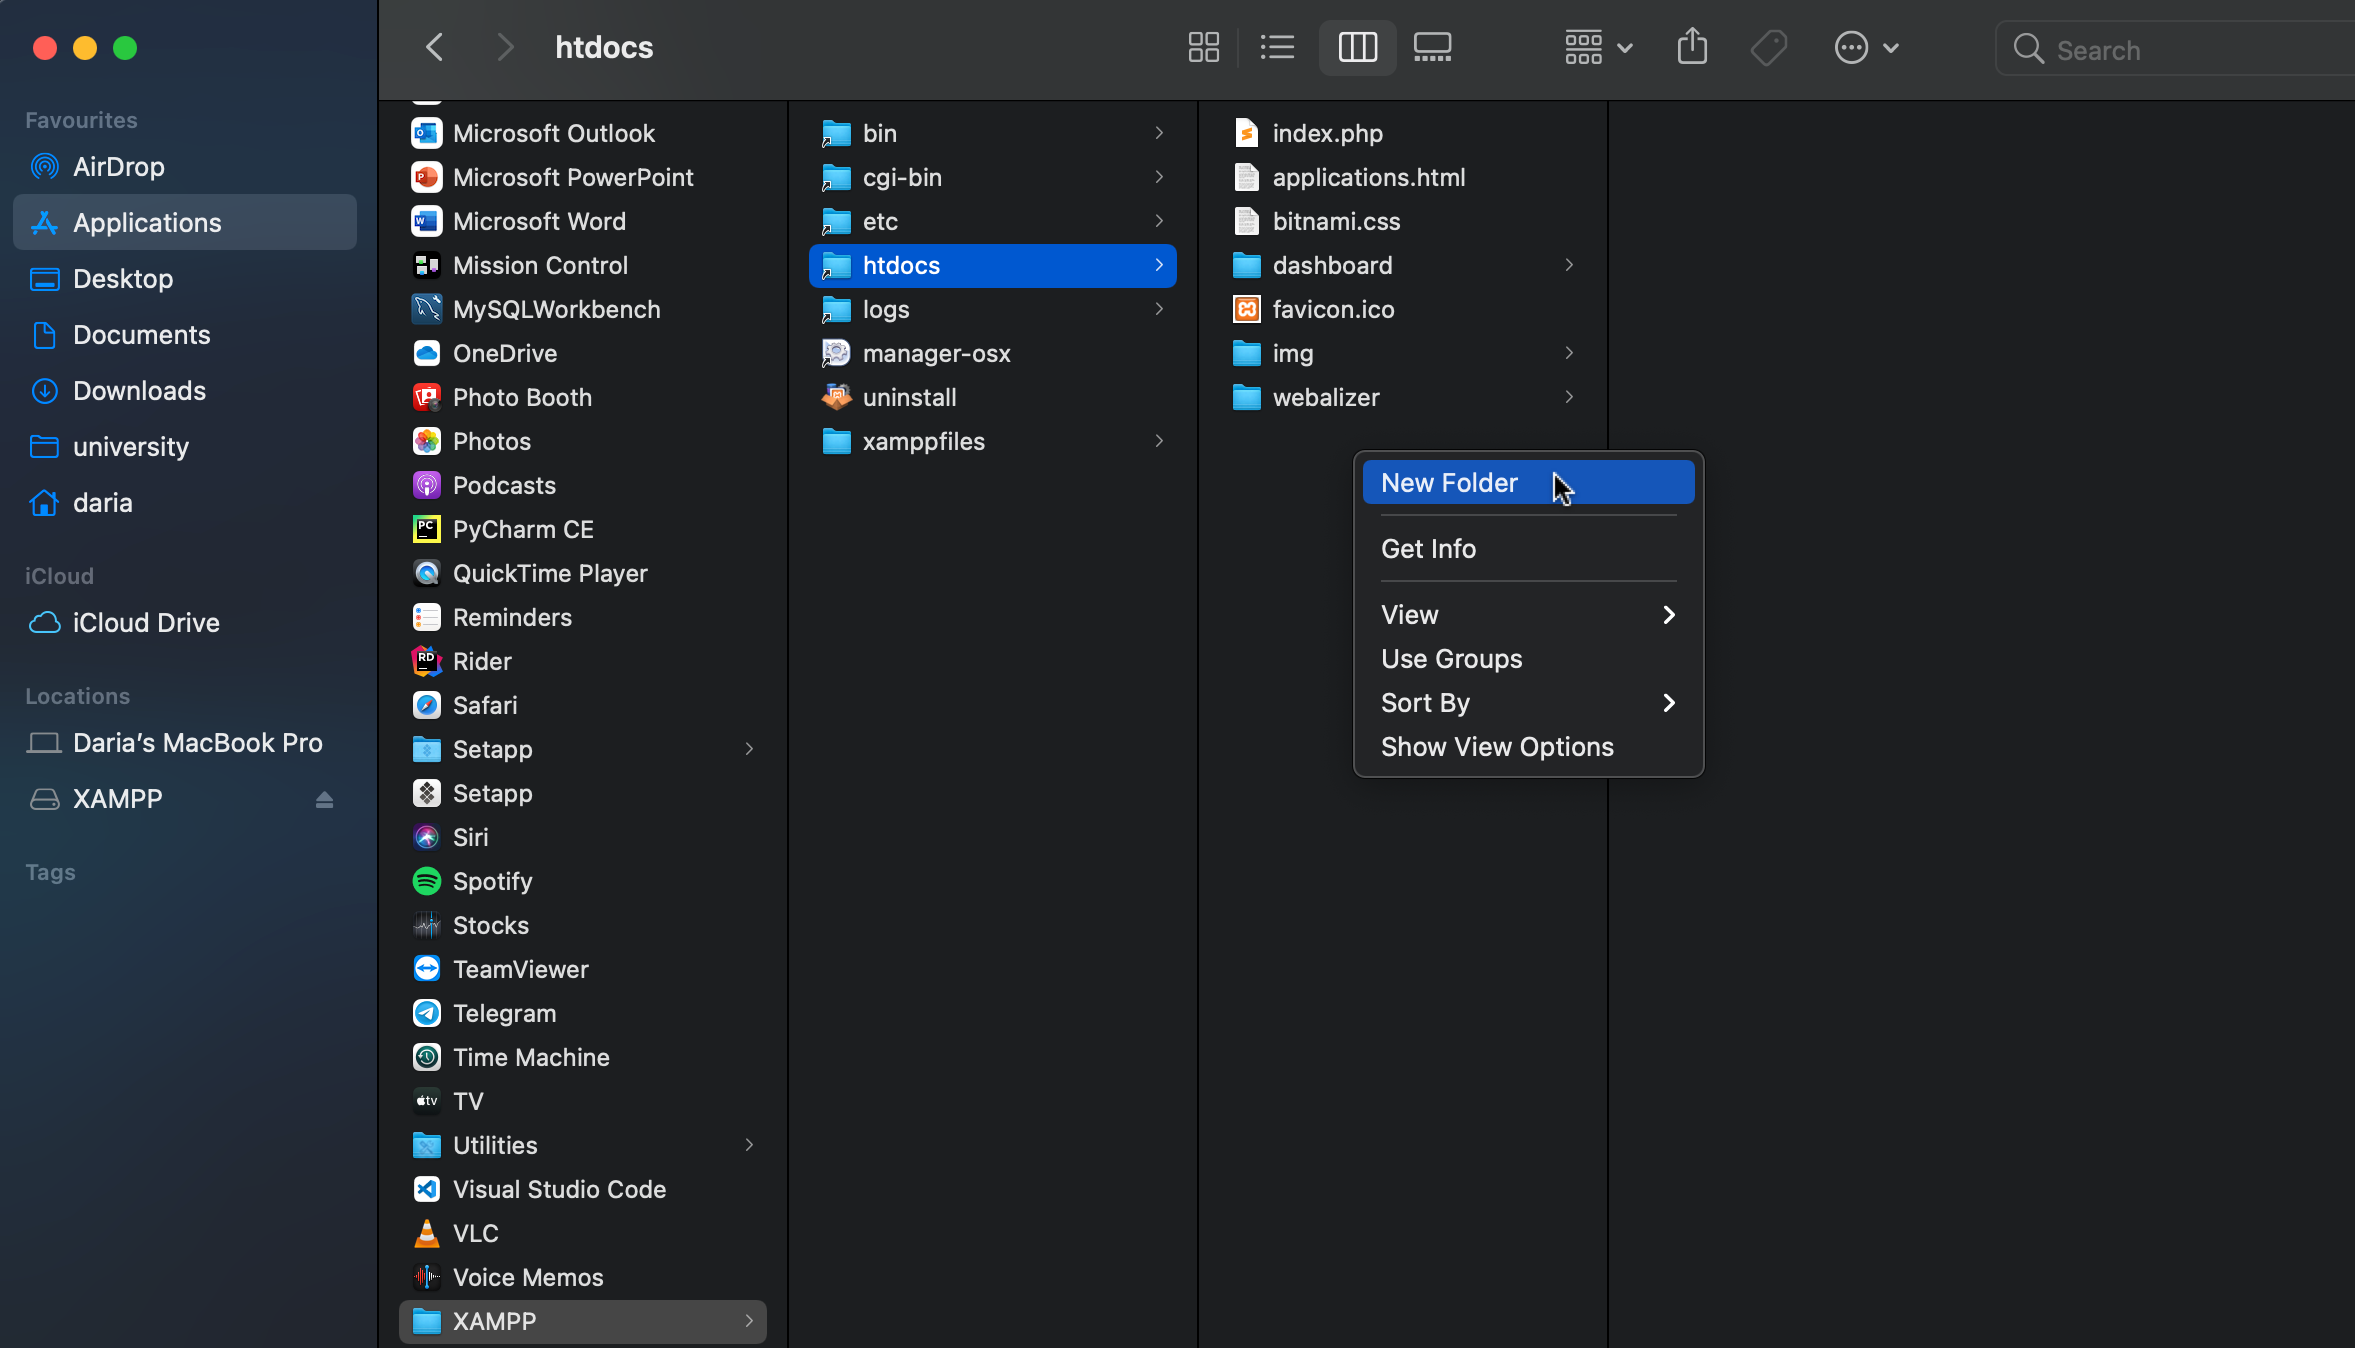 htdocs
Search
Favourites
AirDrop
Applications
Desktop
Documents
Downloads
university
daria
iCloud
iCloud Drive
Locations
Daria’s MacBook Pro
XAMPP
Tags
Microsoft Outlook
Microsoft PowerPoint
Microsoft Word
Mission Control
MySQLWorkbench
OneDrive
Photo Booth
Photos
Podcasts
PyCharm CE
QuickTime Player
Reminders
Rider
Safari
Setapp
Setapp
Siri
Spotify
Stocks
TeamViewer
Telegram
Time Machine
TV
Utilities
Visual Studio Code
VLC
Voice Memos
XAMPP
bin
cgi-bin
etc
htdocs
logs
manager-osx
uninstall
xamppfiles
index.php
applications.html
bitnami.css
dashboard
favicon.ico
img
webalizer
New Folder
Get Info
View
Use Groups
Sort By
Show View Options